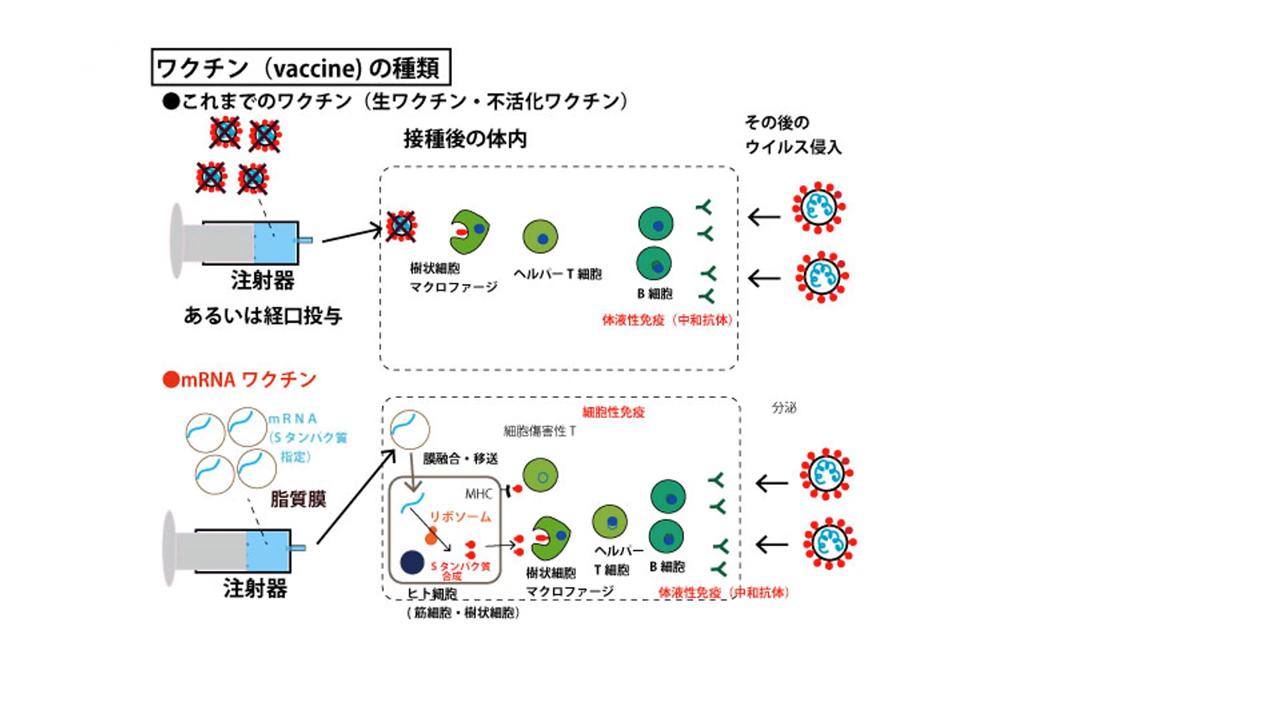 ワクチン（vaccine) の種類
●これまでのワクチン（生ワクチン・不活化ワクチン）
接種後の体内
その後の
ウイルス侵入
注射器
あるいは経口投与
樹状細胞
マクロファージ
ヘルパーT 細胞
B 細胞
体液性免疫（中和抗体）
●mRNA ワクチン
mRNA
（S タンパク質
指定）
脂質膜
注射器
細胞性免疫
細胞傷害性T
分泌
膜融合・移送
MHC
リボソーム
S タンパク質
合成
ヒト細胞
( 筋細胞・樹状細胞）
樹状細胞
マクロファージ
ヘルパー
T 細胞
B 細胞
体液性免疫（中和抗体）